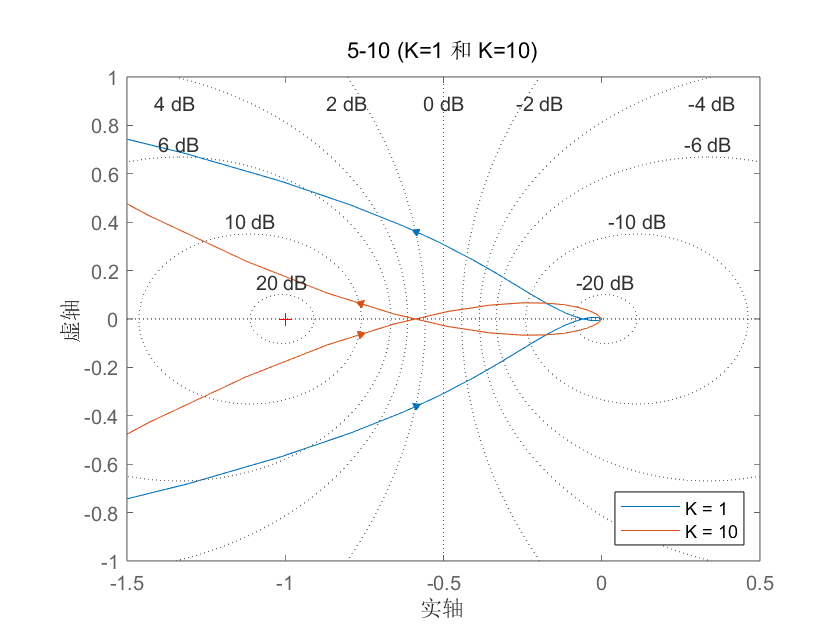 5-10 (K=1 和 K=10)
1
4 dB 2 dB 0 dB -2 dB -4 dB
0.8
6 dB -6 dB
0.6
0.4
10 dB -10 dB
0.2
20 dB -20 dB
0
虚轴
-0.2
-0.4
-0.6
-0.8
K = 1
K = 10
-1
-1.5 -1 -0.5 0 0.5
实轴